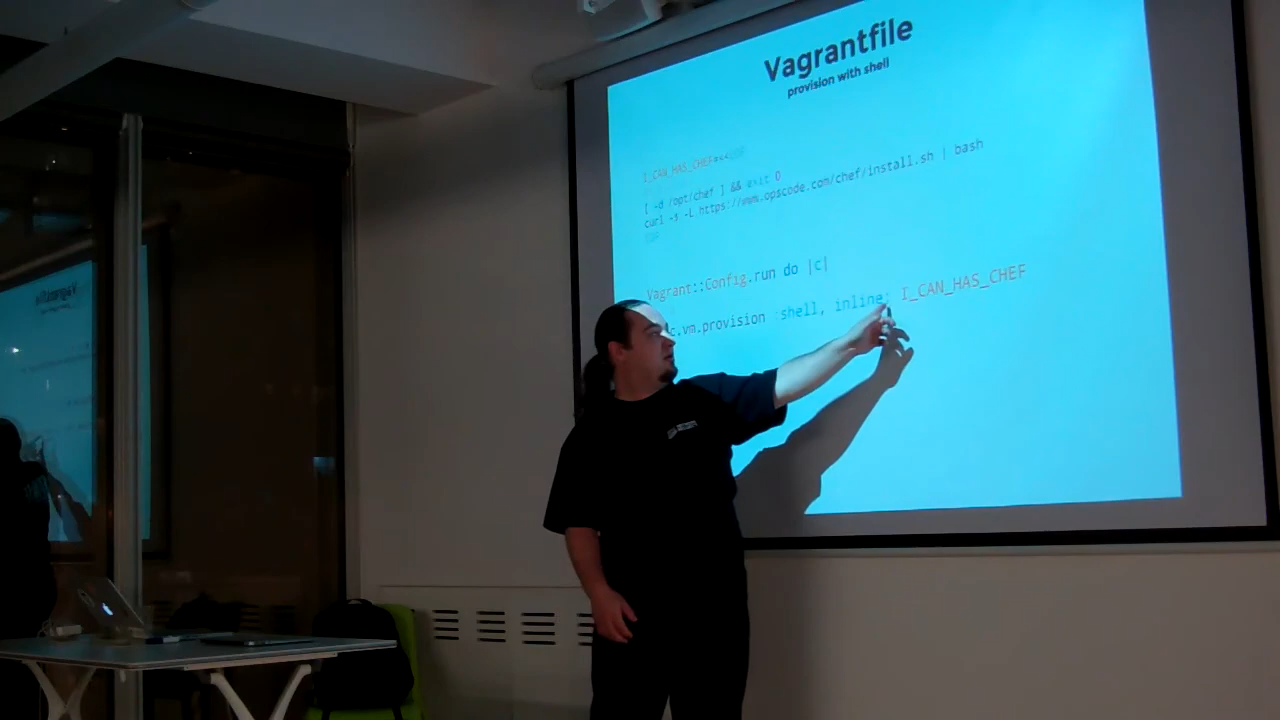 Vagrantfile
provision with shell
I_CAN_HAS_CHEF=<<
[ -d /opt/chef ] && exit 0
curl -s -L https://www.opscode.com/chef/install.sh | bash
Vagrant::Config.run do |c|
c.vm.provision :shell, inline: I_CAN_HAS_CHEF